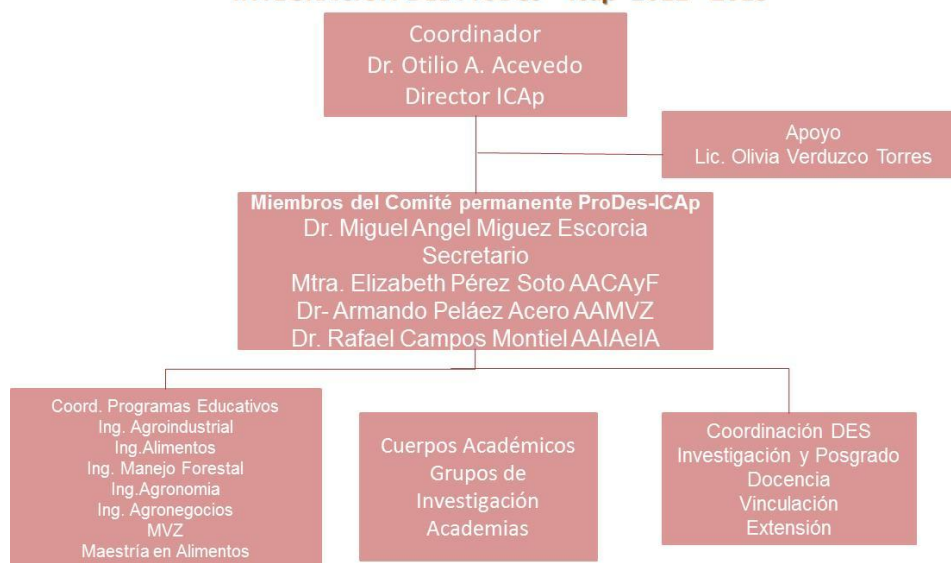 Coordinador
Dr. Otilio A. Acevedo
Director ICAp
Apoyo
Lic. Olivia Verduzco Torres
Miembros del Comité permanente ProDes-ICAp
Dr. Miguel Angel Miguez Escorcia
Secretario
Mtra. Elizabeth Pérez Soto AACAyF
Dr- Armando Peláez Acero AAMVZ
Dr. Rafael Campos Montiel AAIAeIA
Coord. Programas Educativos
Ing. Agroindustrial
Ing.Alimentos
Ing. Manejo Forestal
Ing.Agronomia
Ing. Agronegocios
MVZ
Maestría en Alimentos
Cuerpos Académicos
Grupos de
Investigación
Academias
Coordinación DES
Investigación y Posgrado
Docencia
Vinculación
Extensión